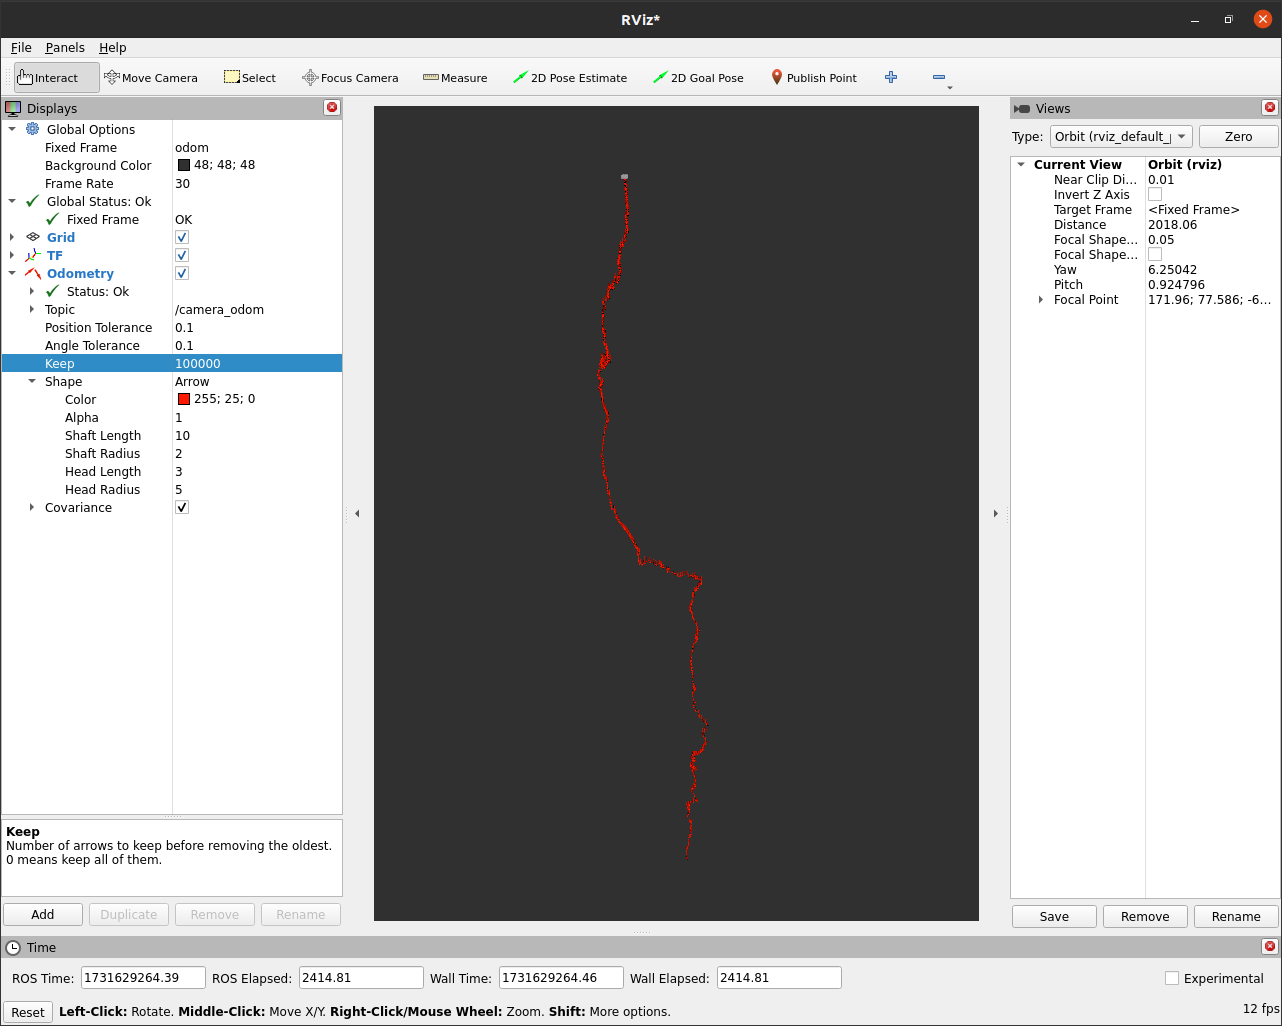 RViz*
File Panels Help
Interact Move Camera Select Focus Camera Measure 2D Pose Estimate 2D Goal Pose Publish Point
Displays
Global Options
Fixed Frame odom
Background Color 48; 48; 48
Frame Rate 30
Global Status: Ok
Fixed Frame OK
Grid
TF
Odometry
Status: Ok
Topic /camera_odom
Position Tolerance 0.1
Angle Tolerance 0.1
Keep 100000
Shape Arrow
Color 255; 25; 0
Alpha 1
Shaft Length 10
Shaft Radius 2
Head Length 3
Head Radius 5
Covariance
Keep
Number of arrows to keep before removing the oldest.
0 means keep all of them.
Add Duplicate Remove Rename
Views
Type: Orbit (rviz_default_ Zero
Current View Orbit (rviz)
Near Clip Di... 0.01
Invert Z Axis
Target Frame <Fixed Frame>
Distance 2018.06
Focal Shape... 0.05
Focal Shape...
Yaw 6.25042
Pitch 0.924796
Focal Point 171.96; 77.586; -6...
Save Remove Rename
Time
ROS Time: 1731629264.39 ROS Elapsed: 2414.81 Wall Time: 1731629264.46 Wall Elapsed: 2414.81 Experimental
Reset Left-Click: Rotate. Middle-Click: Move X/Y. Right-Click/Mouse Wheel: Zoom. Shift: More options. 12 fps